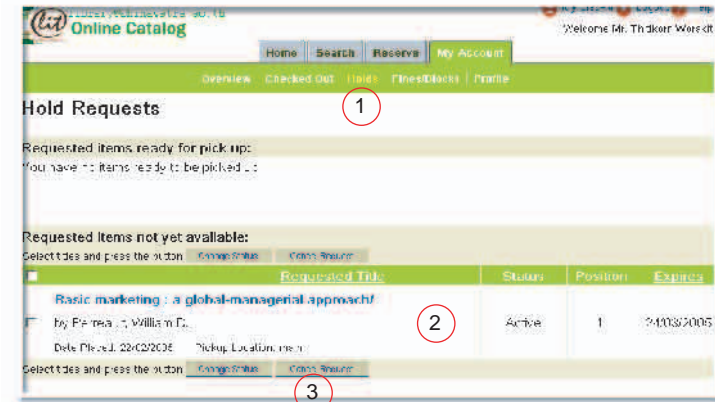 Online Catalog
Welcome Mr.
Home Search Reserve My Account
Overview Checked Out Holds Fines/Blocks Profile
1
Hold Requests
Requested items ready for pick up:
You have no items ready to be picked up
Requested items not yet available:
Select titles and press the button Change Status Cancel Request
Requested Title Status Position Expires
Basic marketing : a global-managerial approach/
by Perreault, William D. 2 Active 1 24/03/2005
Date Placed: 22/02/2005 Pickup Location:
Select titles and press the button Change Status Cancel Request
3